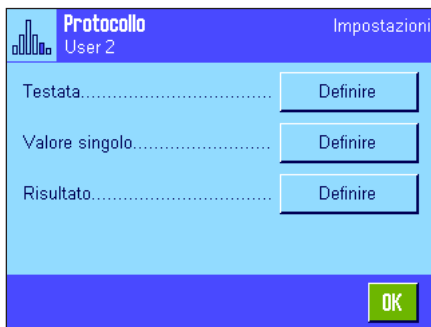 Protocollo Impostazioni
User 2
Testata................................ Definire
Valore singolo......................... Definire
Risultato................................ Definire
OK